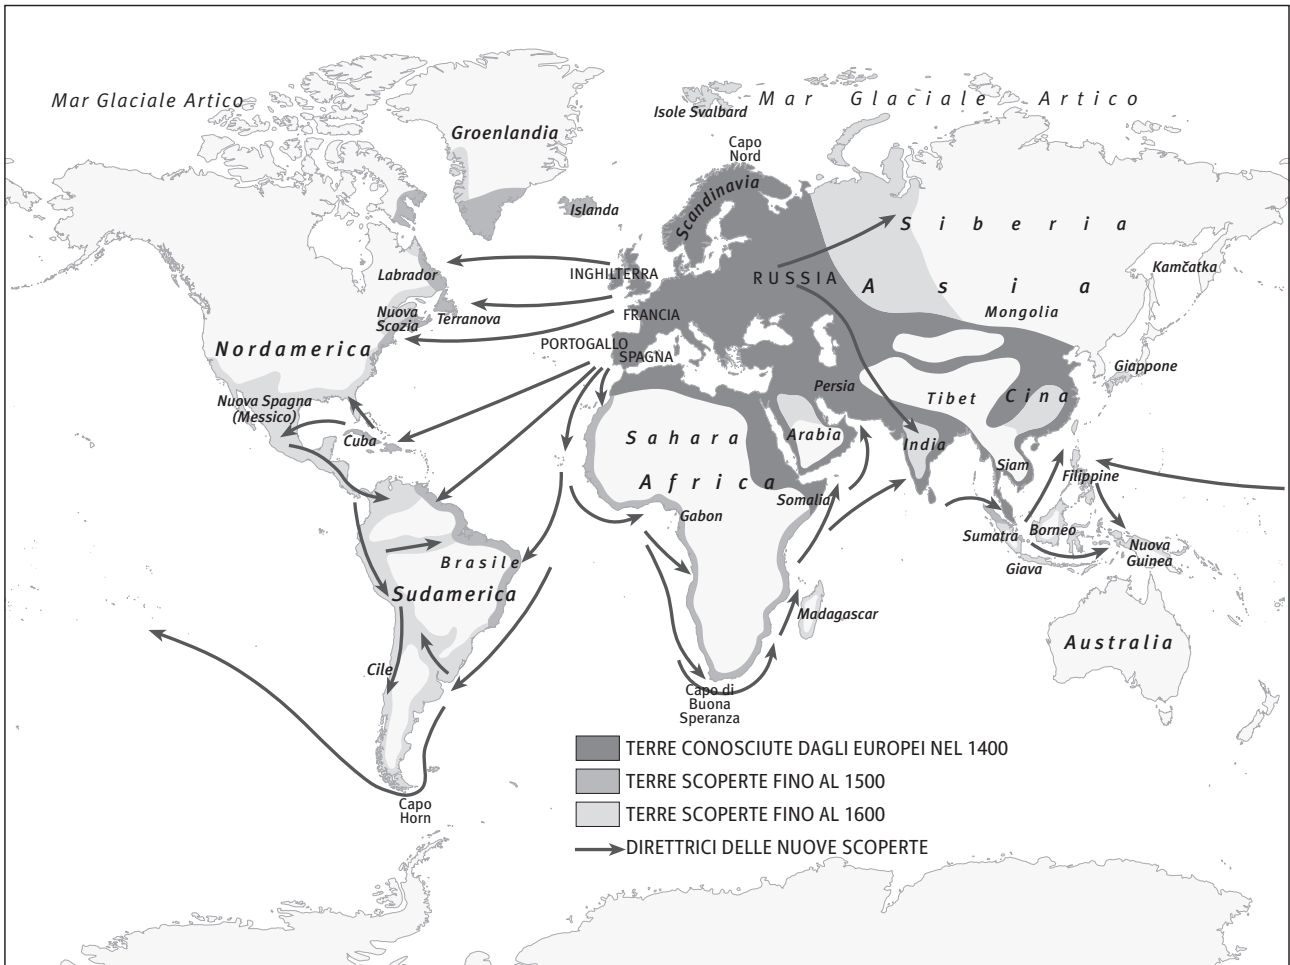 Mar Glaciale Artico
Mar Glaciale Artico
Isole Svalbard
Groenlandia
Capo
Nord
Scandinavia
Islanda
Siberia
Labrador
INGHILTERRA
RUSSIA
Asia
Kamčatka
Nuova
Scozia
Terranova
FRANCIA
Mongolia
Nordamerica
PORTOGALLO
SPAGNA
Giappone
Persia
Tibet
Cina
Nuova Spagna
(Messico)
Cuba
Sahara
Arabia
India
Siam
Africa
Somalia
Filippine
Gabon
Sumatra
Borneo
Nuova
Guinea
Giava
Brasile
Sudamerica
Madagascar
Australia
Cile
Capo di
Buona
Speranza
Capo
Horn
TERRE CONOSCIUTE DAGLI EUROPEI NEL 1400
TERRE SCOPERTE FINO AL 1500
TERRE SCOPERTE FINO AL 1600
DIRETTRICI DELLE NUOVE SCOPERTE